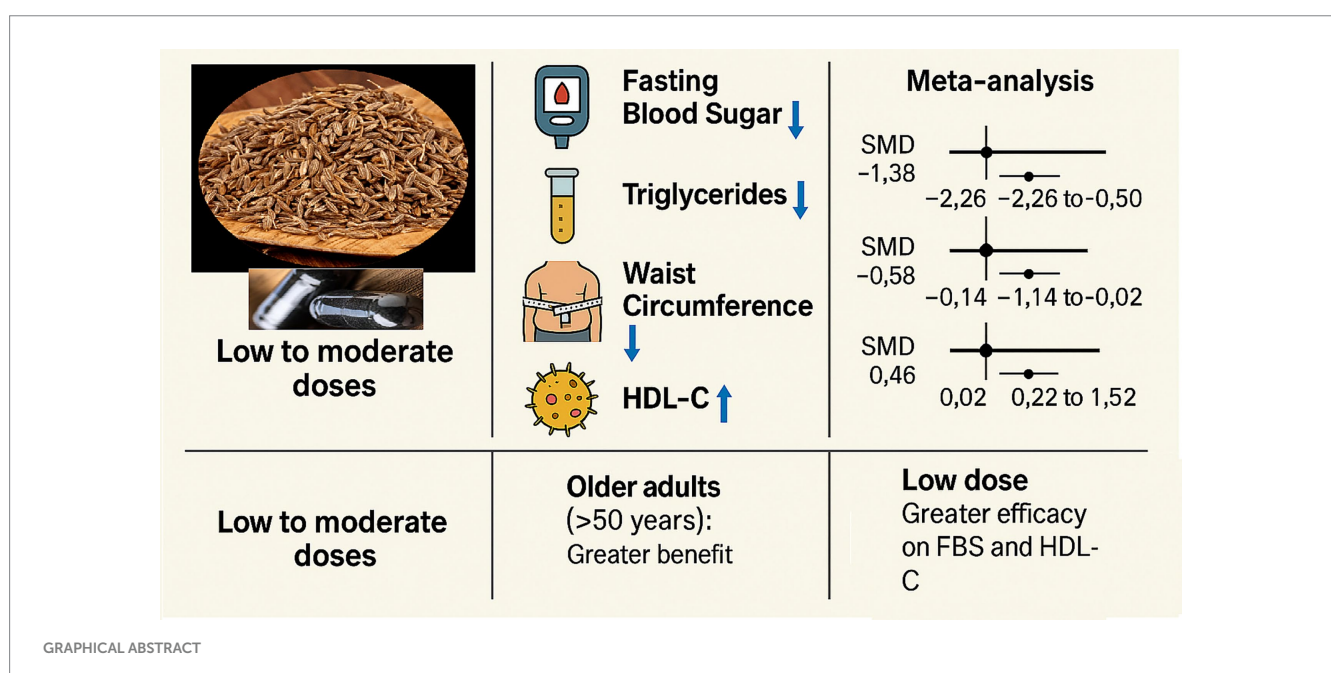 Low to moderate
doses
Fasting
Blood Sugar
Triglycerides
Waist
Circumference
HDL-C
Meta-analysis
SMD
-1,38
-2,26 -2,26 to -0,50
SMD
-0,58
-0,14 -1,14 to -0,02
SMD
0,46
0,02 0,22 to 1,52
Low to moderate
doses
Older adults
(>50 years):
Greater benefit
Low dose
Greater efficacy
on FBS and HDL-
C
GRAPHICAL ABSTRACT